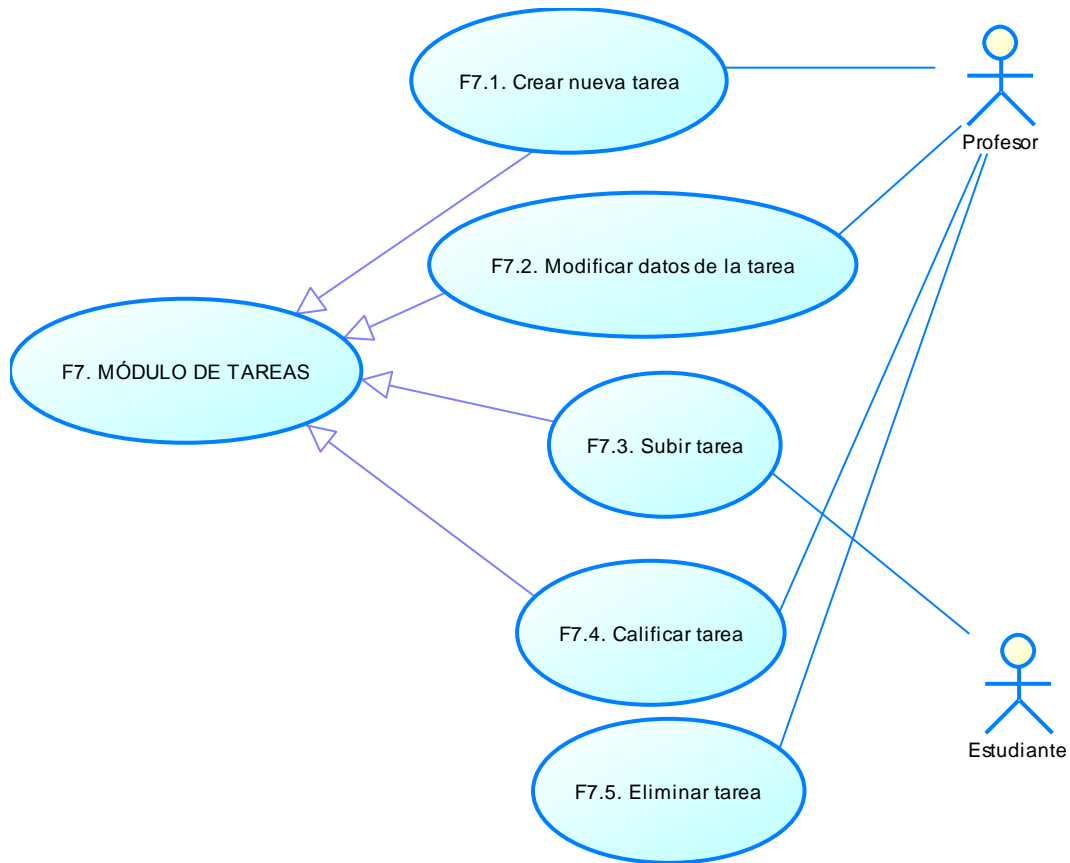 F7.1. Crear nueva tarea
Profesor
F7.2. Modificar datos de la tarea
F7. MÓDULO DE TAREAS
F7.3. Subir tarea
F7.4. Calificar tarea
Estudiante
F7.5. Eliminar tarea